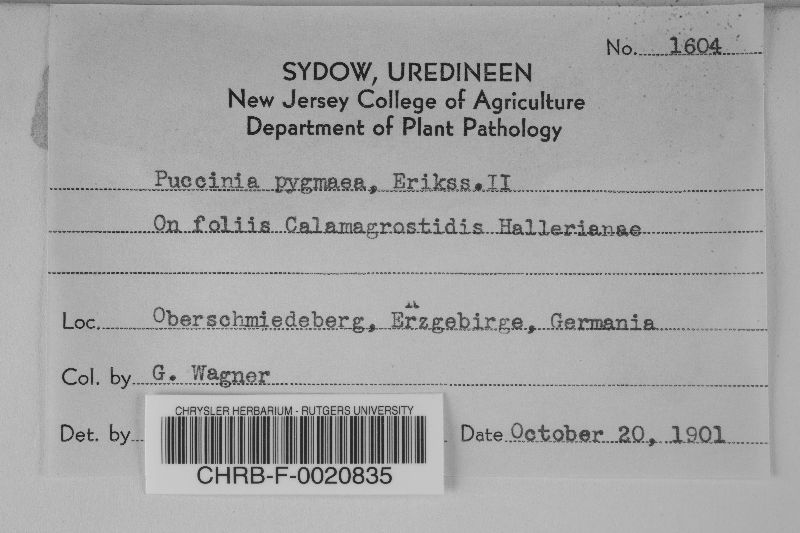 No. 1604
SYDOW, UREDINEEN
New Jersey College of Agriculture
Department of Plant Pathology
Puccinia pygmaea, Erikss.II
On foliis Calamagrostidis Hallerianae
Loc. Oberschmiedeberg, Erzgebirge, Germania
Col. by G. Wagner
Det. by
Date October 20, 1901
CHRYSLER HERBARIUM - RUTGERS UNIVERSITY
CHRB-F-0020835